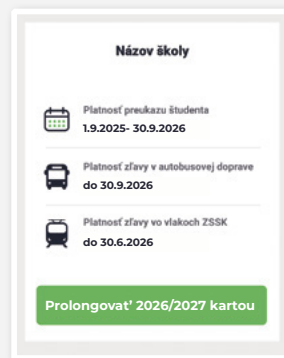 Názov školy
Platnosť preukazu študenta
1.9.2025- 30.9.2026
Platnosť zľavy v autobusovej doprave
do 30.9.2026
Platnosť zľavy vo vlakoch ZSSK
do 30.6.2026
Prolongovat' 2026/2027 kartou